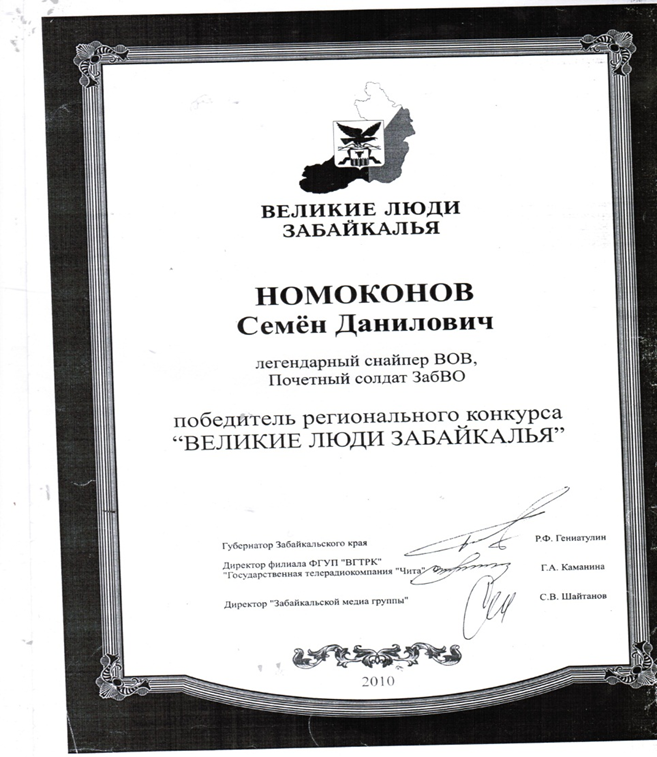 ВЕЛИКИЕ ЛЮДИ
ЗАБАЙКАЛЬЯ
НОМОКОНОВ
Семён Данилович
легендарный снайпер ВОВ,
Почетный солдат ЗабВО
победитель регионального конкурса
“ВЕЛИКИЕ ЛЮДИ ЗАБАЙКАЛЬЯ”
Губернатор Забайкальского края Р.Ф. Гениатулин
Директор филиала ФГУП "ВГТРК"
"Государственная телерадиокомпания "Чита" Г.А. Каманина
Директор "Забайкальской медиа группы" С.В. Шайтанов
2010